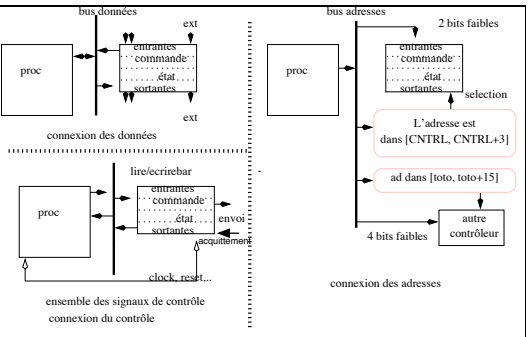 bus données
ext
entrantes
commande
proc
état
sortantes
ext
connexion des données
lire/ecrirebar
entrantes
commande
proc
état
envoi
sortantes
acquittement
clock, reset,..
ensemble des signaux de contrôle
connexion du contrôle
bus adresses
2 bits faibles
entrantes
commande
proc
état
sortantes
selection
L'adresse est
dans [CNTRL, CNTRL+3]
ad dans [toto, toto+15]
autre
contrôleur
4 bits faibles
connexion des adresses